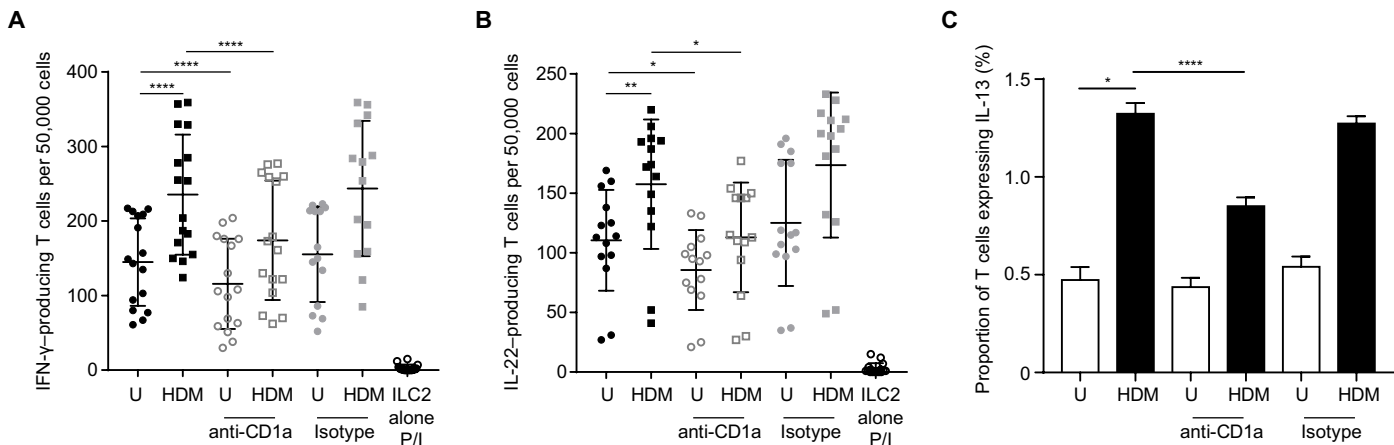 A
IFN-γ–producing T cells per 50,000 cells
400
300
200
100
0
****
****
****
U HDM U HDM U HDM ILC2
alone
P/I
anti-CD1a Isotype
B
IL-22–producing T cells per 50,000 cells
250
200
150
100
50
0
*
*
**
U HDM U HDM U HDM ILC2
alone
P/I
anti-CD1a Isotype
C
Proportion of T cells expressing IL-13 (%)
1.5
1.0
0.5
0
* ****
U HDM U HDM U HDM
anti-CD1a Isotype